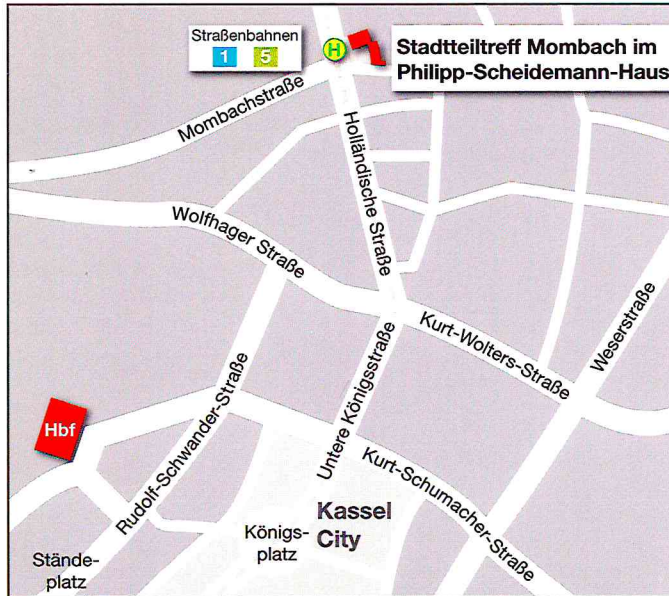 Straßenbahnen
1 5
H
Stadtteiltreff Mombach im
Philipp-Scheidemann-Haus
Mombachstraße
Holländische Straße
Wolfhager Straße
Kurt-Wolters-Straße
Weserstraße
Untere Königsstraße
Rudolf-Schwander-Straße
Hbf
Kurt-Schumacher-Straße
Kassel
City
Königs-
platz
Stände-
platz